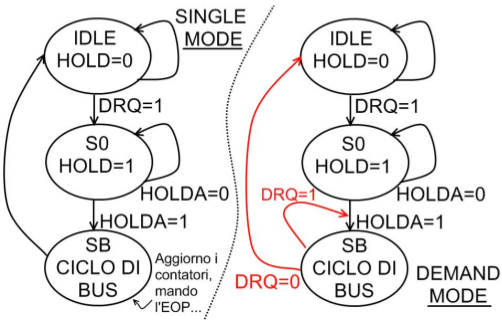 SINGLE
MODE
IDLE
HOLD=0
DRQ=1
S0
HOLD=1
HOLDA=0
HOLDA=1
SB
CICLO DI
BUS
Aggiorno i
contatori,
mando
l'EOP...
IDLE
HOLD=0
DRQ=1
S0
HOLD=1
HOLDA=0
DRQ=1
HOLDA=1
SB
CICLO DI
BUS
DRQ=0
DEMAND
MODE